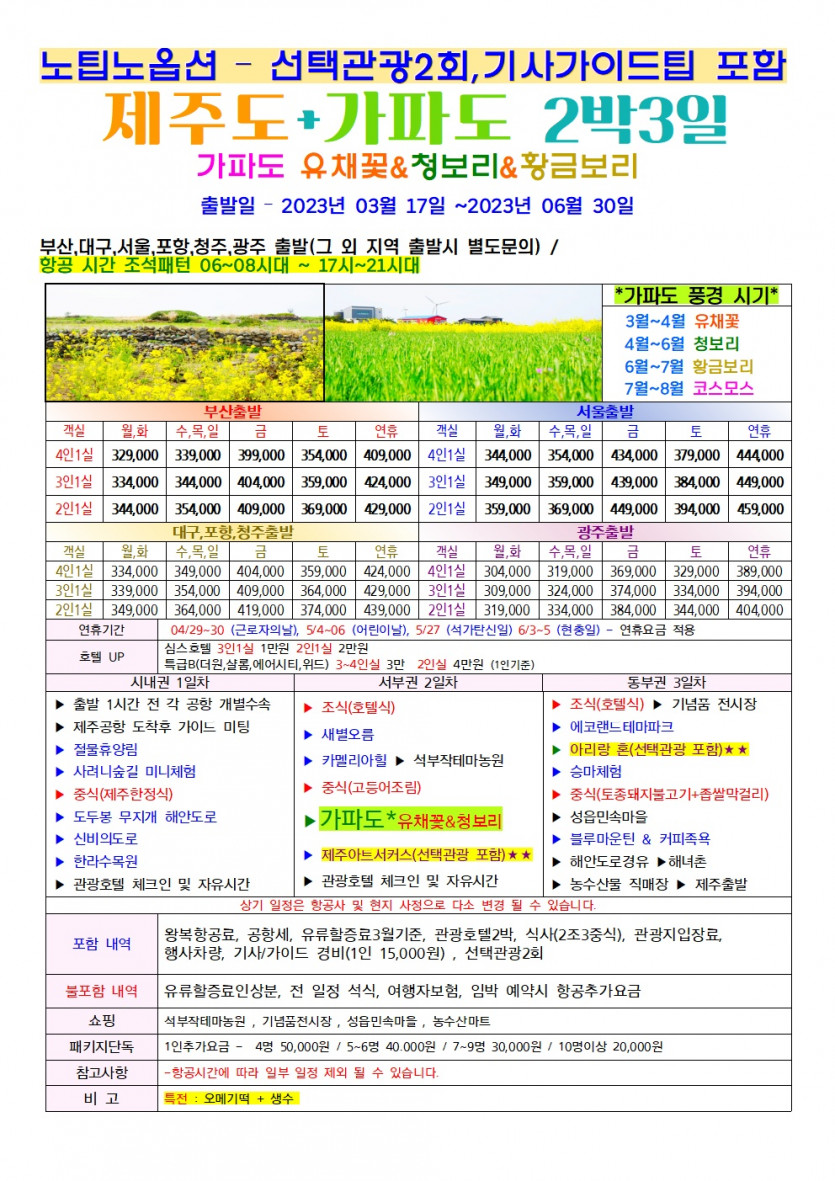 노팁노옵션 - 선택관광2회,기사가이드팁 포함
제주도+가파도 2박3일
가파도 유채꽃&청보리&황금보리
출발일 - 2023년 03월 17일 ~2023년 06월 30일
부산,대구,서울,포항,청주,광주 출발(그 외 지역 출발시 별도문의) /
항공 시간 조석패턴 06~08시대 ~ 17시~21시대
*가파도 풍경 시기*
3월~4월 유채꽃
4월~6월 청보리
6월~7월 황금보리
7월~8월 코스모스
부산출발 서울출발
객실 월,화 수,목,일 금 토 연휴 객실 월,화 수,목,일 금 토 연휴
4인1실 329,000 339,000 399,000 354,000 409,000 4인1실 344,000 354,000 434,000 379,000 444,000
3인1실 334,000 344,000 404,000 359,000 424,000 3인1실 349,000 359,000 439,000 384,000 449,000
2인1실 344,000 354,000 409,000 369,000 424,000 2인1실 359,000 369,000 449,000 394,000 459,000
대구,포항,청주출발 광주출발
객실 월,화 수,목,일 금 토 연휴 객실 월,화 수,목,일 금 토 연휴
4인1실 334,000 349,000 404,000 359,000 424,000 4인1실 304,000 319,000 369,000 329,000 389,000
3인1실 339,000 354,000 409,000 364,000 429,000 3인1실 309,000 324,000 374,000 334,000 394,000
2인1실 349,000 364,000 419,000 374,000 439,000 2인1실 319,000 334,000 384,000 344,000 404,000
연휴기간 04/29~30 (근로자의날), 5/4~06 (어린이날), 5/27 (석가탄신일) 6/3~5 (현충일) - 연휴요금 적용
호텔 UP
심스호텔 3인1실 1만원 2인1실 2만원
특급B(더원,샬롬,에어시티,위드) 3~4인실 3만 2인실 4만원 (1인기준)
시내권 1일차
▶ 출발 1시간 전 각 공항 개별수속
▶ 제주공항 도착후 가이드 미팅
▶ 절물휴양림
▶ 사려니숲길 미니체험
▶ 중식(제주한정식)
▶ 도두봉 무지개 해안도로
▶ 신비의도로
▶ 한라수목원
▶ 관광호텔 체크인 및 자유시간
서부권 2일차
▶ 조식(호텔식)
▶ 새별오름
▶ 카멜리아힐 ▶ 석부작테마농원
▶ 중식(고등어조림)
▶가파도*유채꽃&청보리
▶ 제주아트서커스(선택관광 포함)★★
▶ 관광호텔 체크인 및 자유시간
동부권 3일차
▶ 조식(호텔식) ▶ 기념품 전시장
▶ 에코랜드테마파크
▶ 아리랑 혼(선택관광 포함)★★
▶ 승마체험
▶ 중식(토종돼지불고기+좁쌀막걸리)
▶ 성읍민속마을
▶ 블루마운틴 & 커피족욕
▶ 해안도로경유 ▶해녀촌
▶ 농수산물 직매장 ▶ 제주출발
상기 일정은 항공사 및 현지 사정으로 다소 변경 될 수 있습니다.
포함 내역
왕복항공료, 공항세, 유류할증료3월기준, 관광호텔2박, 식사(2조3중식), 관광지입장료,
행사차량, 기사/가이드 경비(1인 15,000원) , 선택관광2회
불포함 내역 유류할증료인상분, 전 일정 석식, 여행자보험, 임박 예약시 항공추가요금
쇼핑 석부작테마농원 , 기념품전시장 , 성읍민속마을 , 농수산마트
패키지단독 1인추가요금 - 4명 50,000원 / 5~6명 40.000원 / 7~9명 30,000원 / 10명이상 20,000원
참고사항 -항공시간에 따라 일부 일정 제외 될 수 있습니다.
비 고 특전 : 오메기떡 + 생수